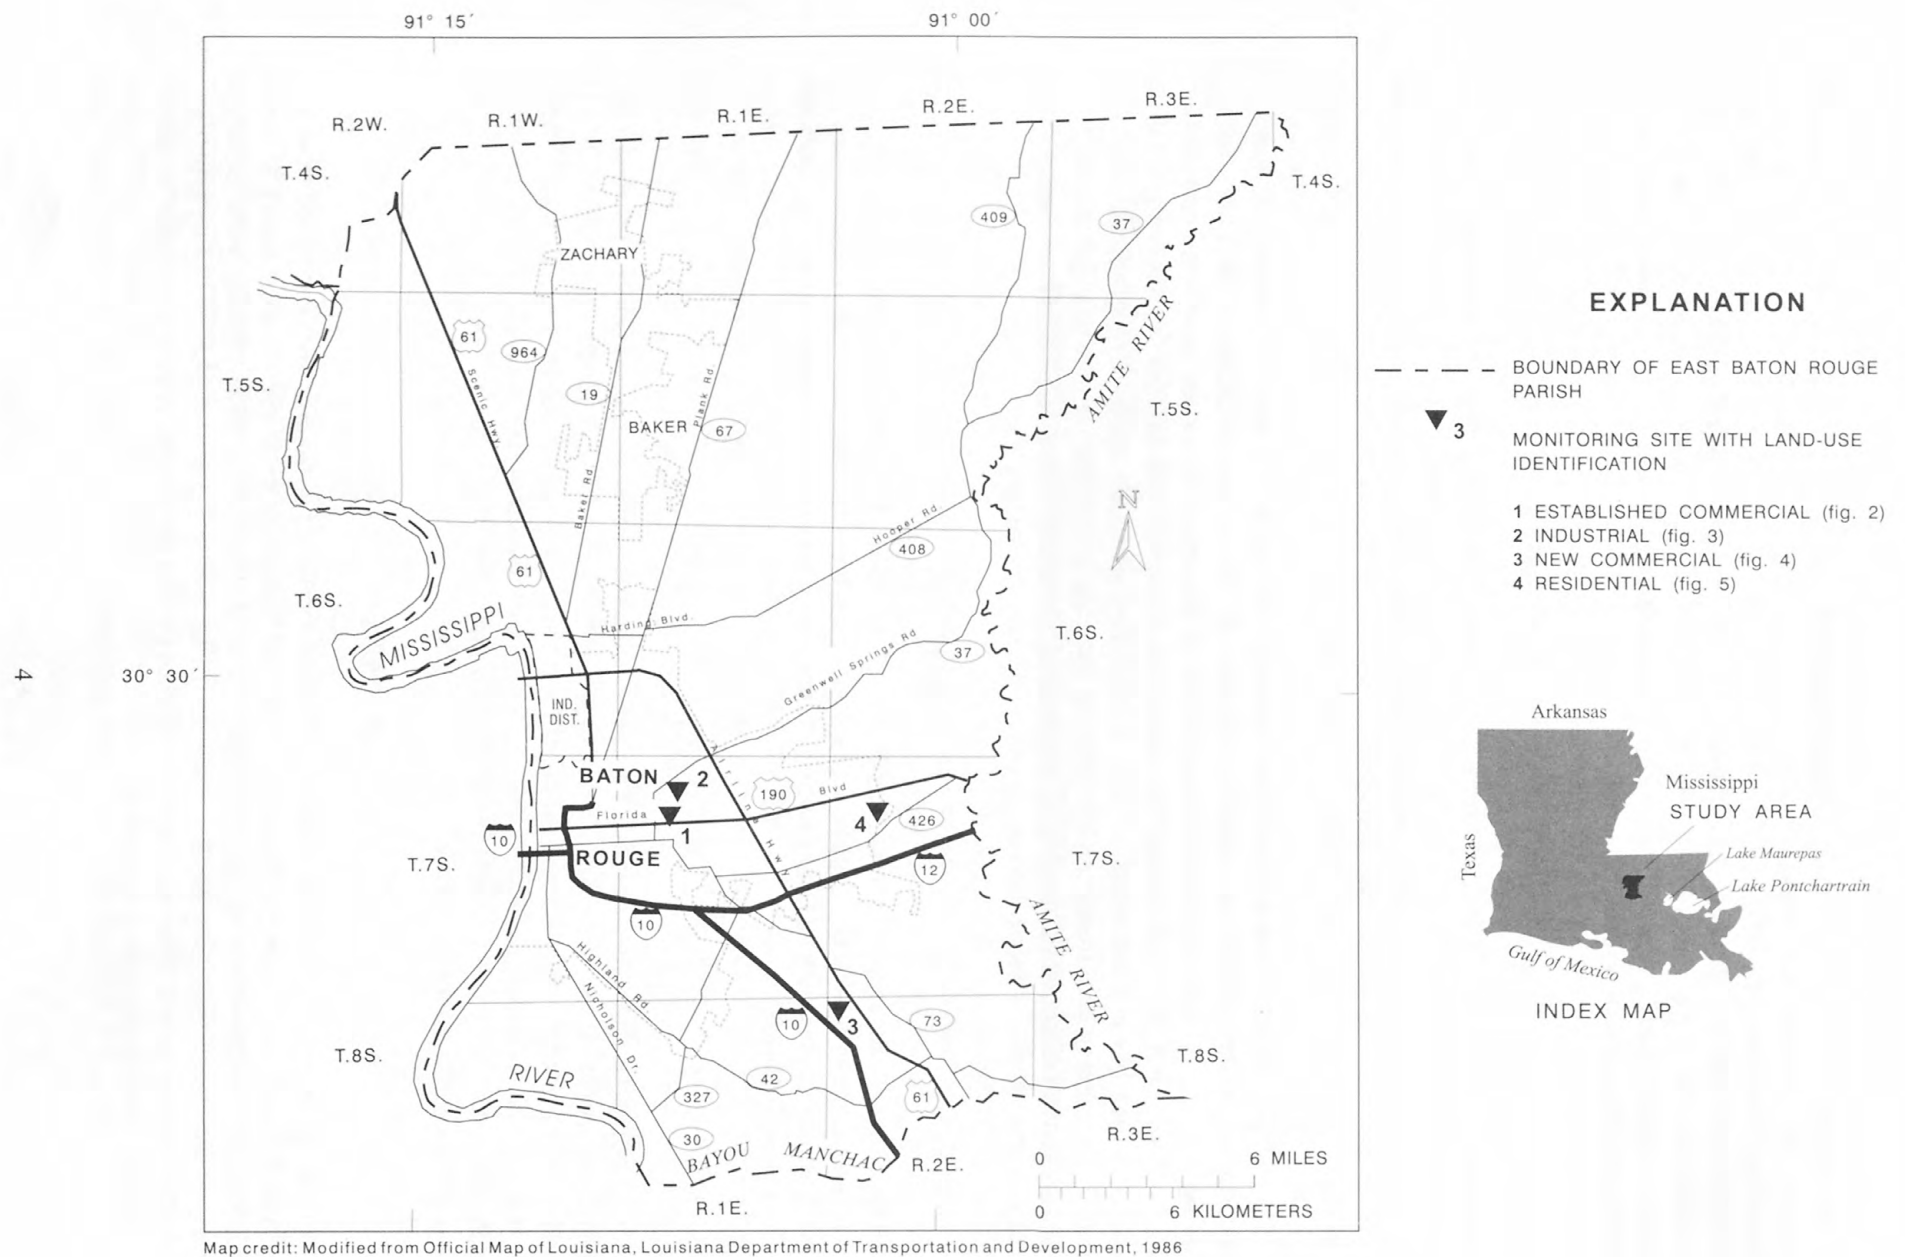 91° 15´
91° 00´
R.2W.
R.1W.
R.1E.
R.2E.
R.3E.
T.4S.
T.4S.
409
37
ZACHARY
61
964
AMITE RIVER
T.5S.
Scenic Hwy
19
Plank Rd.
BAKER
67
T.5S.
Baker Rd
N
Hooper Rd
408
61
T.6S.
MISSISSIPPI
Harding Blvd.
T.6S.
37
Greenwell Springs Rd
30° 30´
4
IND.
DIST.
BATON
2
190
Blvd
Airline Hwy
Florida
1
4
426
10
ROUGE
T.7S.
12
T.7S.
10
AMITE RIVER
Highland Rd.
Nicholson Dr.
10
3
73
T.8S.
T.8S.
RIVER
42
327
61
30
BAYOU MANCHAC
R.2E.
R.3E.
R.1E.
0 6 MILES
0 6 KILOMETERS
EXPLANATION
BOUNDARY OF EAST BATON ROUGE
PARISH
3
MONITORING SITE WITH LAND-USE
IDENTIFICATION
1 ESTABLISHED COMMERCIAL (fig. 2)
2 INDUSTRIAL (fig. 3)
3 NEW COMMERCIAL (fig. 4)
4 RESIDENTIAL (fig. 5)
Arkansas
Mississippi
STUDY AREA
Texas
Lake Maurepas
Lake Pontchartrain
Gulf of Mexico
INDEX MAP
Map credit: Modified from Official Map of Louisiana, Louisiana Department of Transportation and Development, 1986